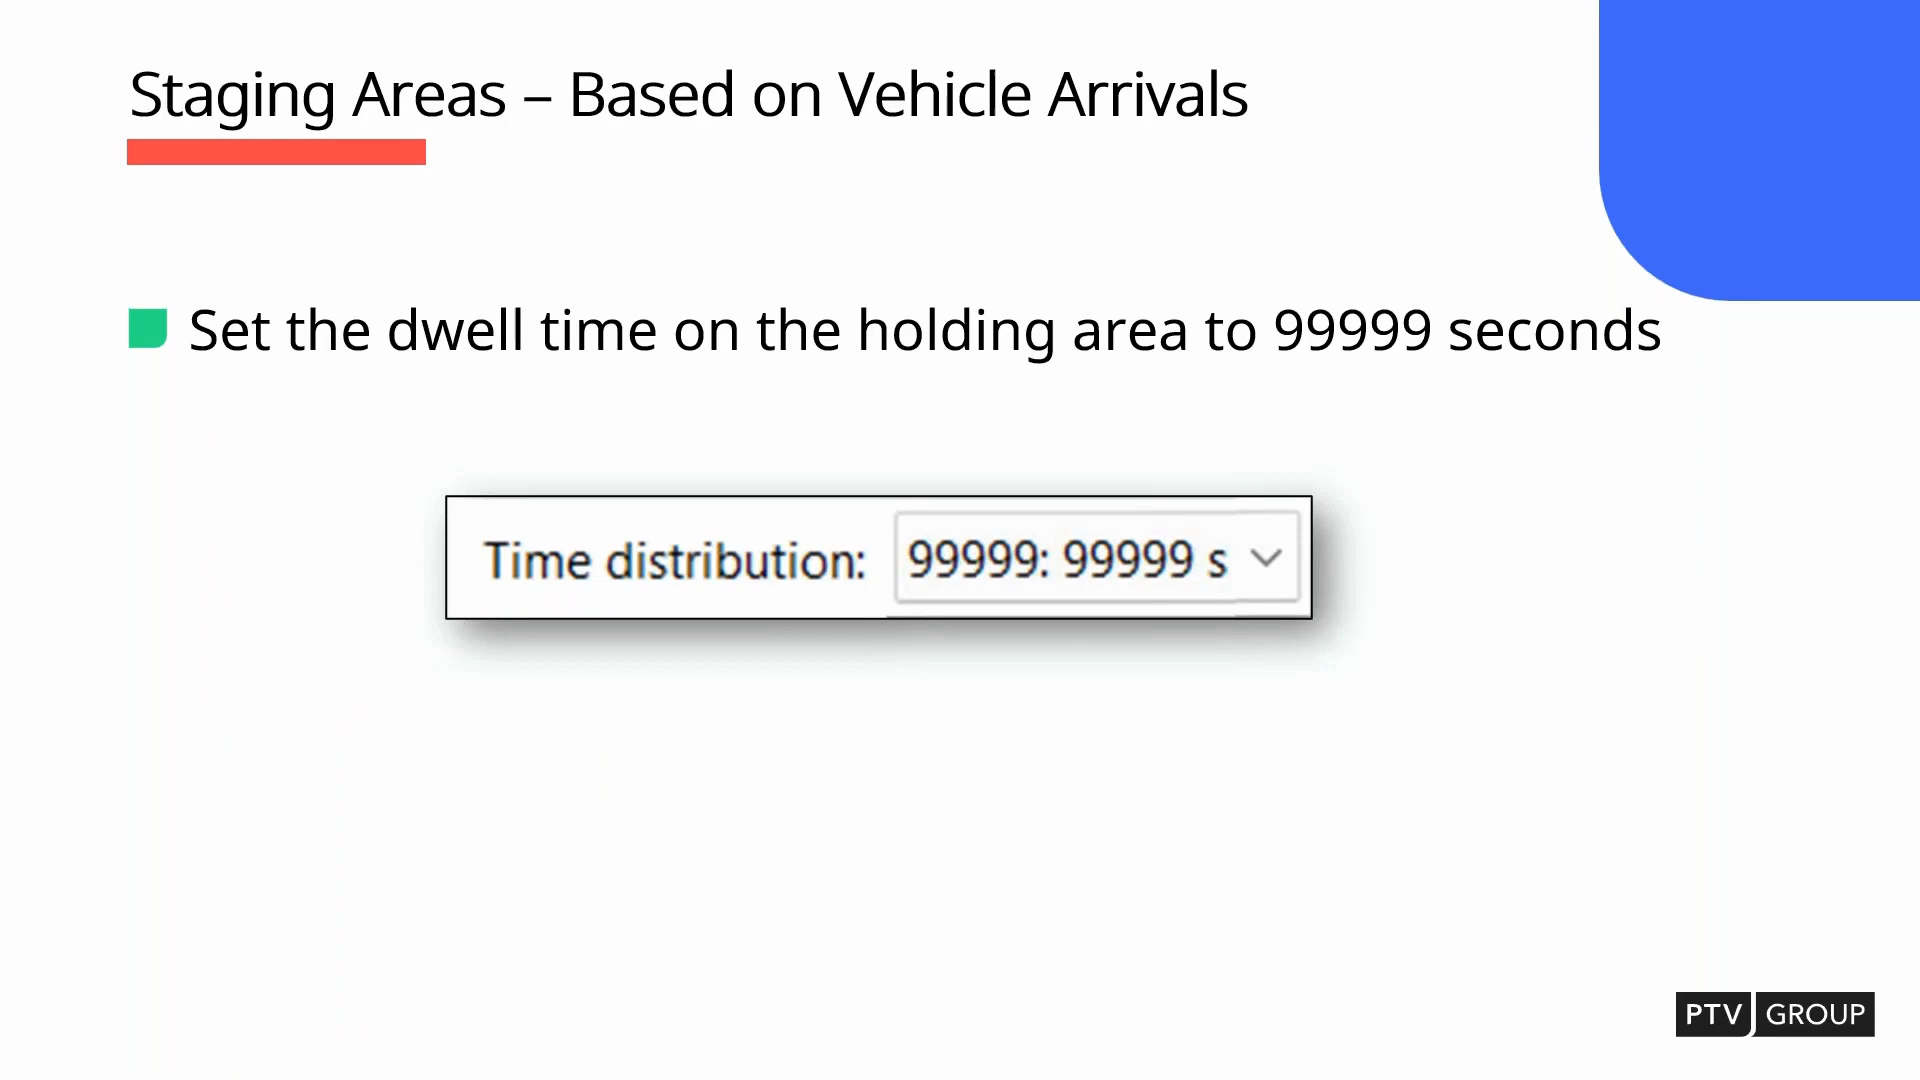 Staging Areas – Based on Vehicle Arrivals
Set the dwell time on the holding area to 99999 seconds
Time distribution: 99999: 99999 s
PTV GROUP